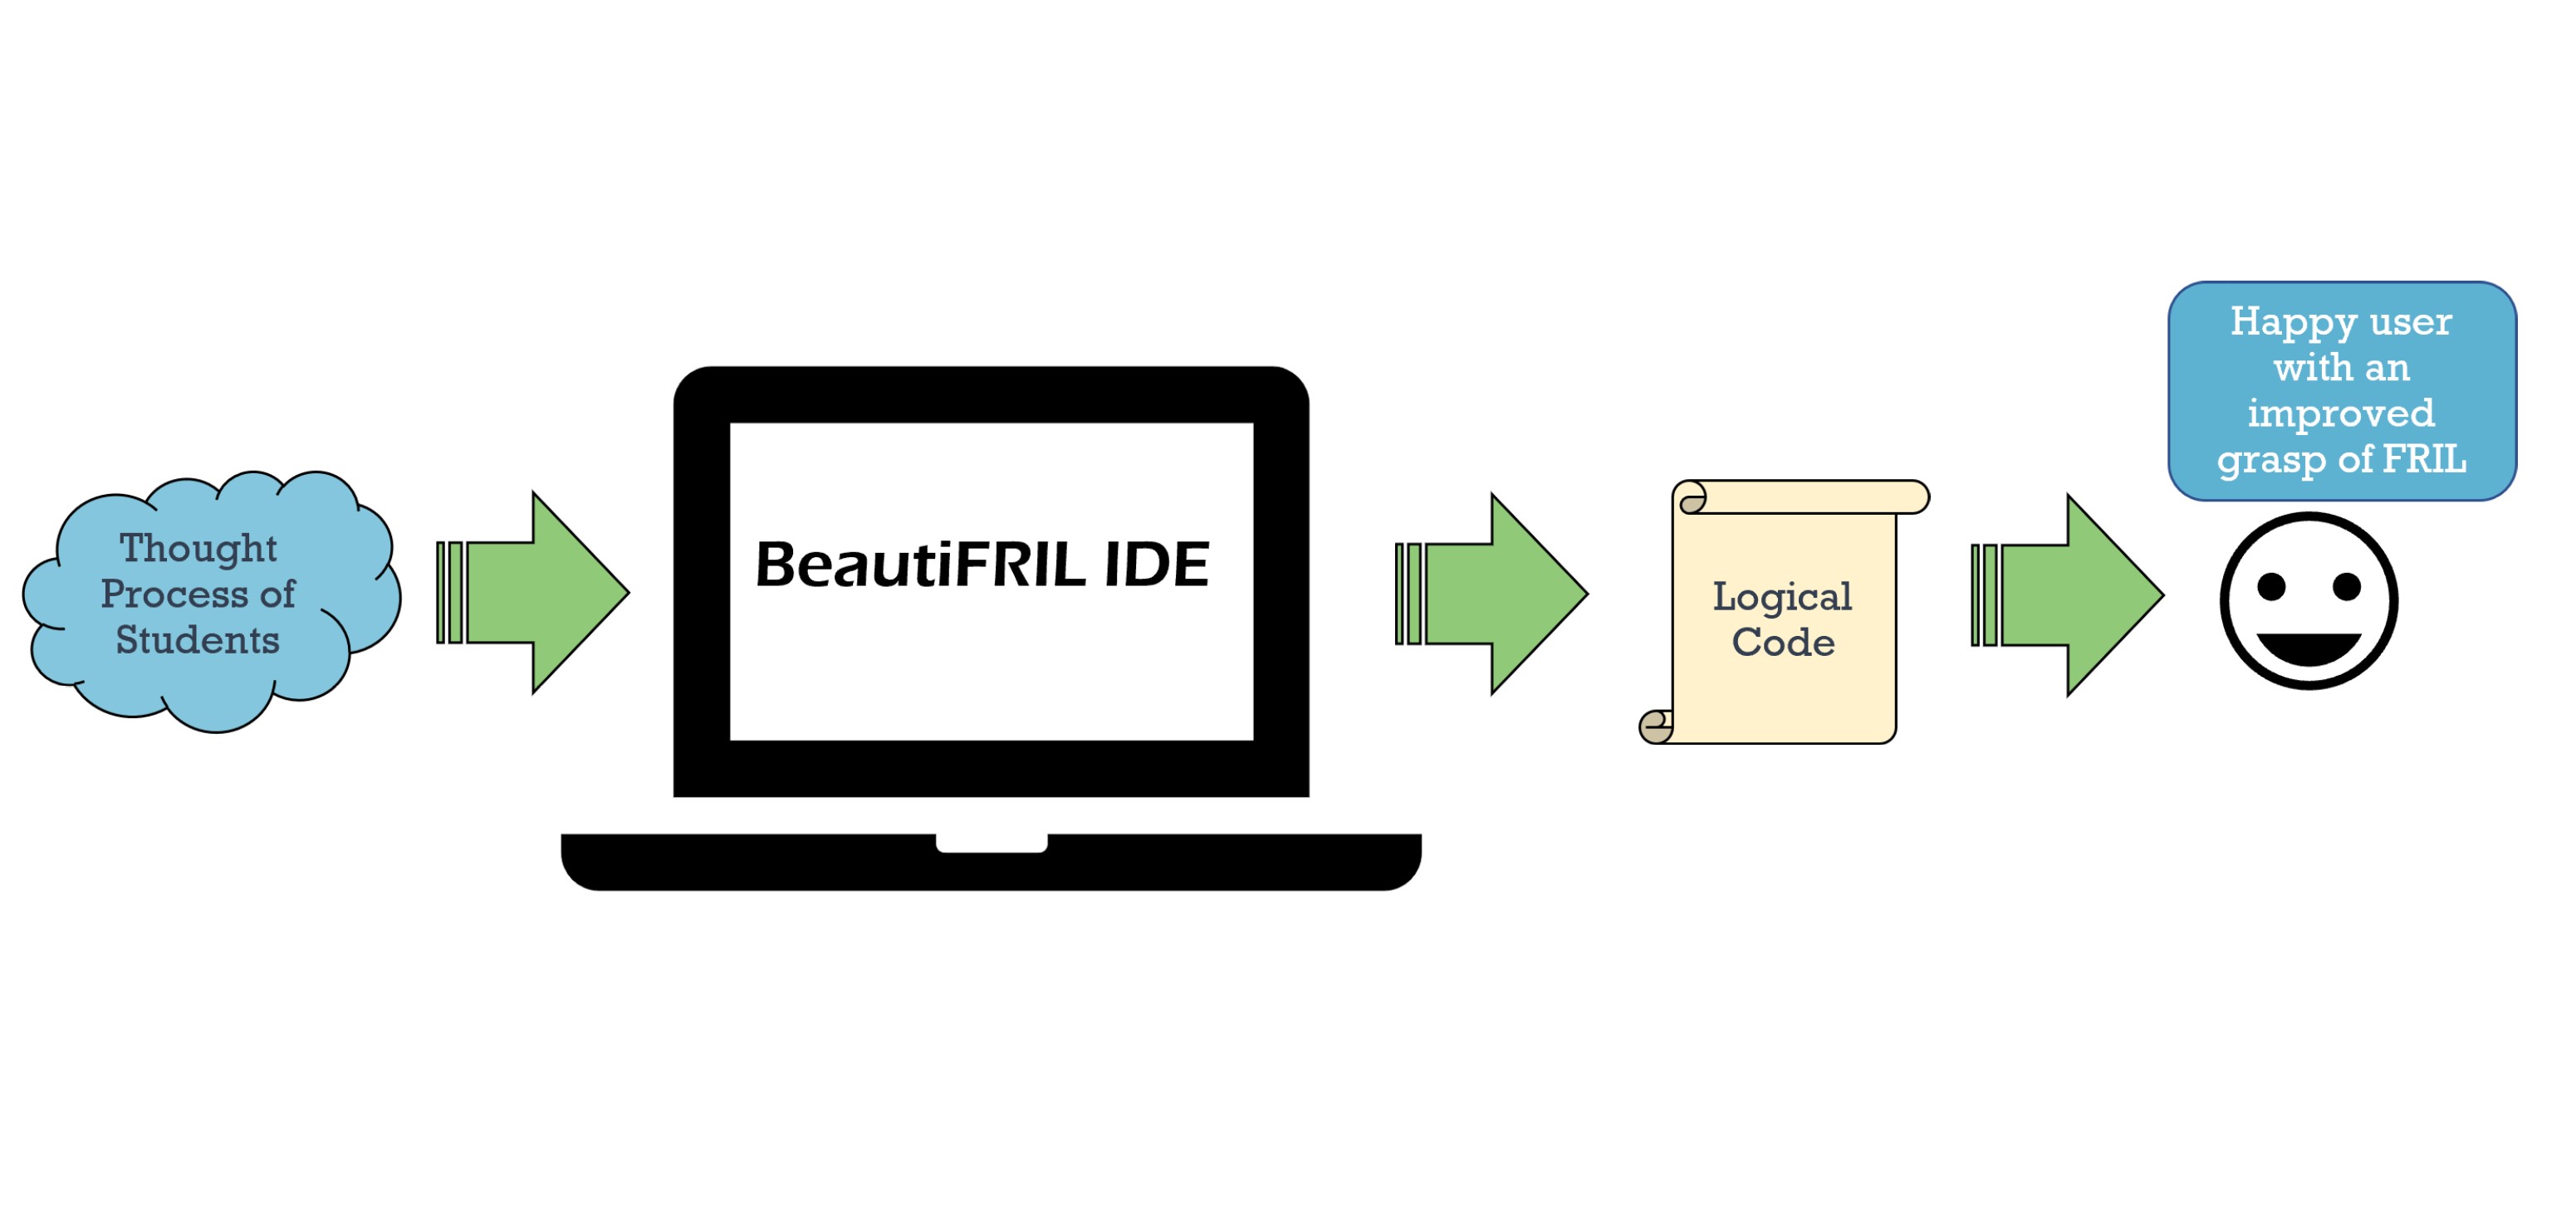 Thought
Process of
Students
BeautiFRIL IDE
Logical
Code
Happy user
with an
improved
grasp of FRIL